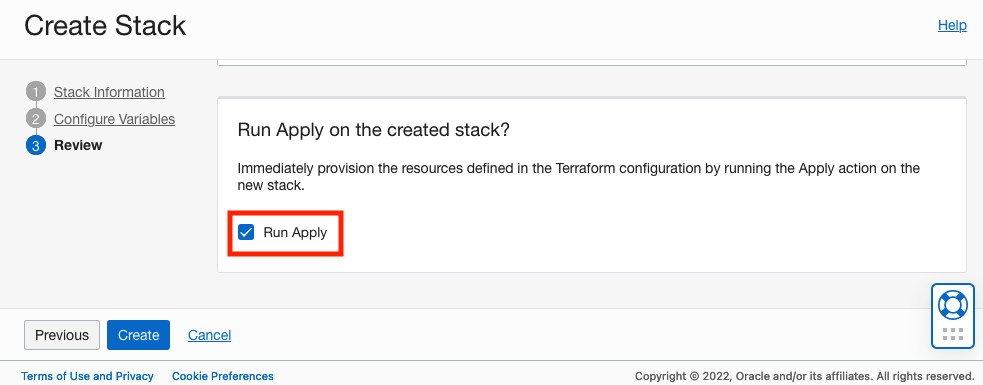 Create Stack
Help
1 Stack Information
2 Configure Variables
3 Review
Run Apply on the created stack?
Immediately provision the resources defined in the Terraform configuration by running the Apply action on the
new stack.
Run Apply
Previous Create Cancel
Terms of Use and Privacy Cookie Preferences Copyright © 2022, Oracle and/or its affiliates. All rights reserved.